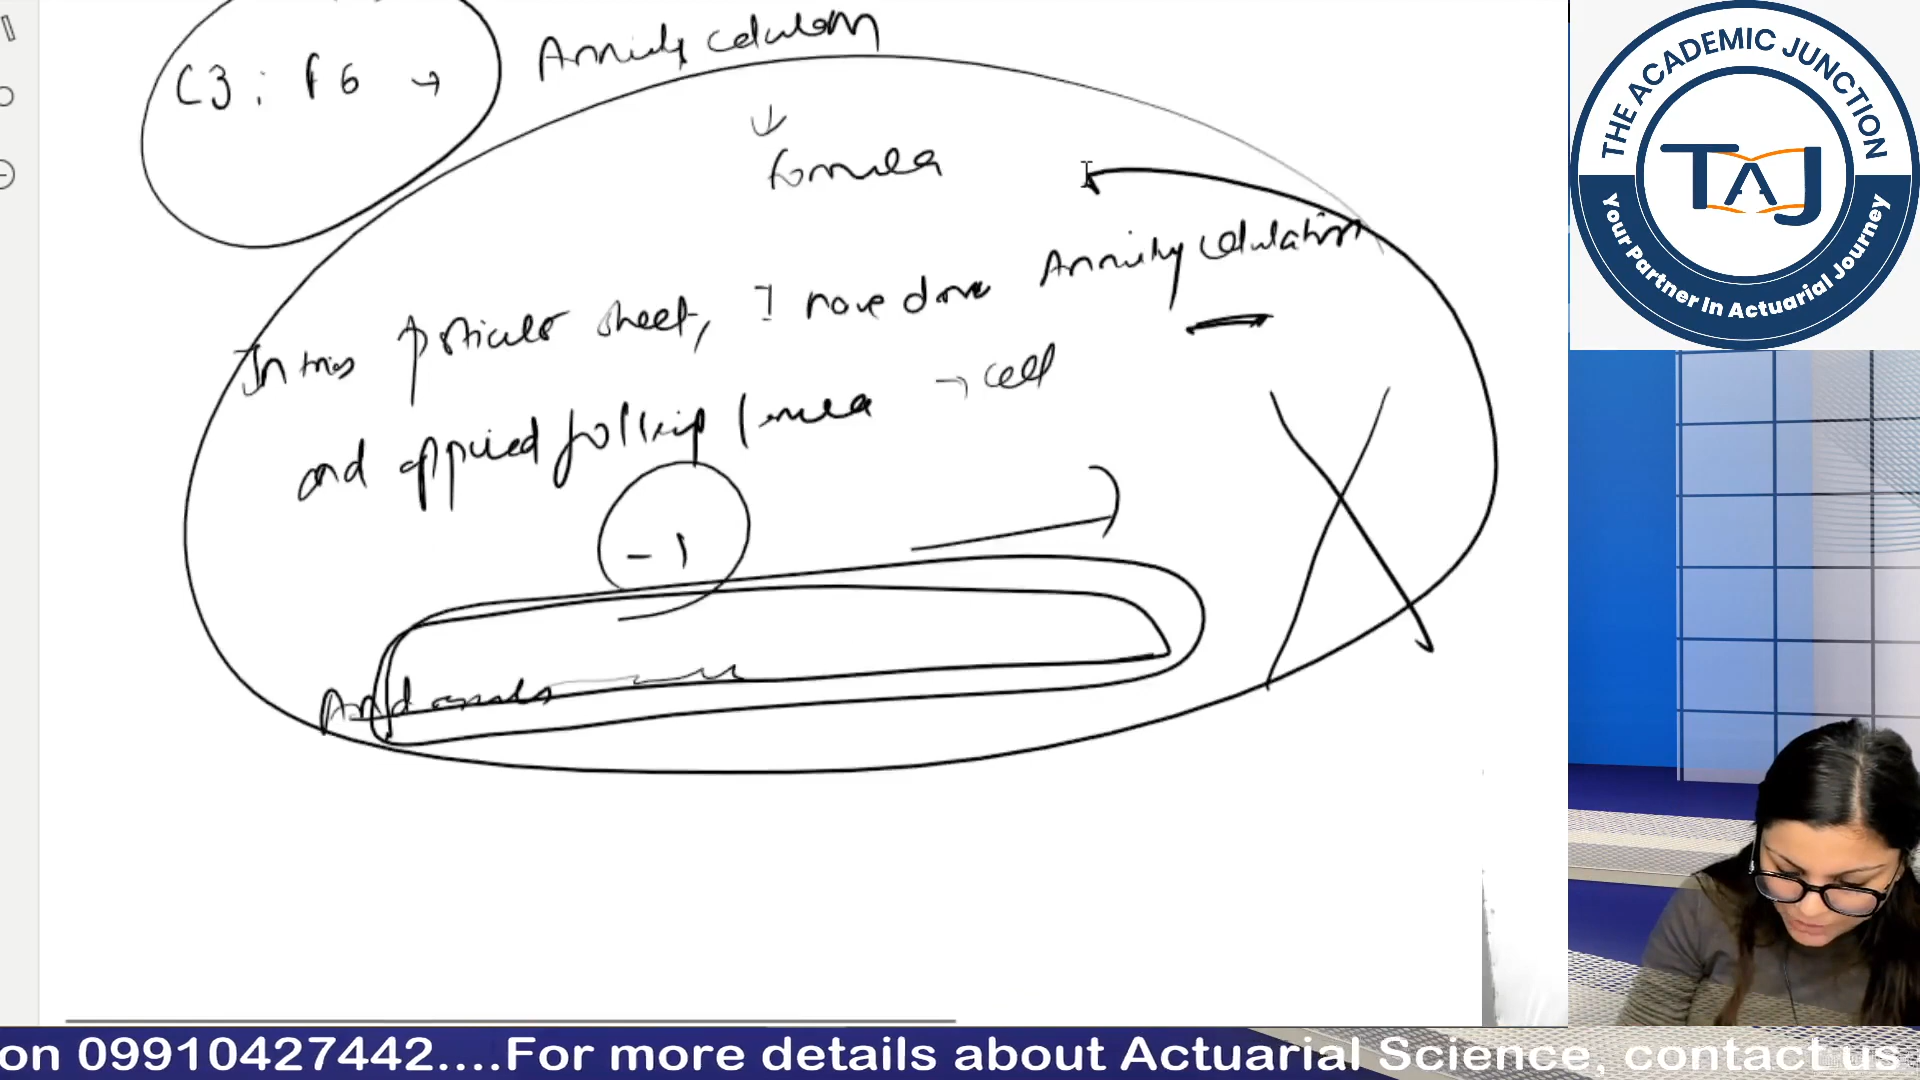 C3 : F6 → Annuity calculation
↓
formula
In this particular sheet, I have done Annuity calculation
and applied following formula → cell
-1
And
THE ACADEMIC JUNCTION
TAJ
Your Partner In Actuarial Journey
on 09910427442....For more details about Actuarial Science, contact us